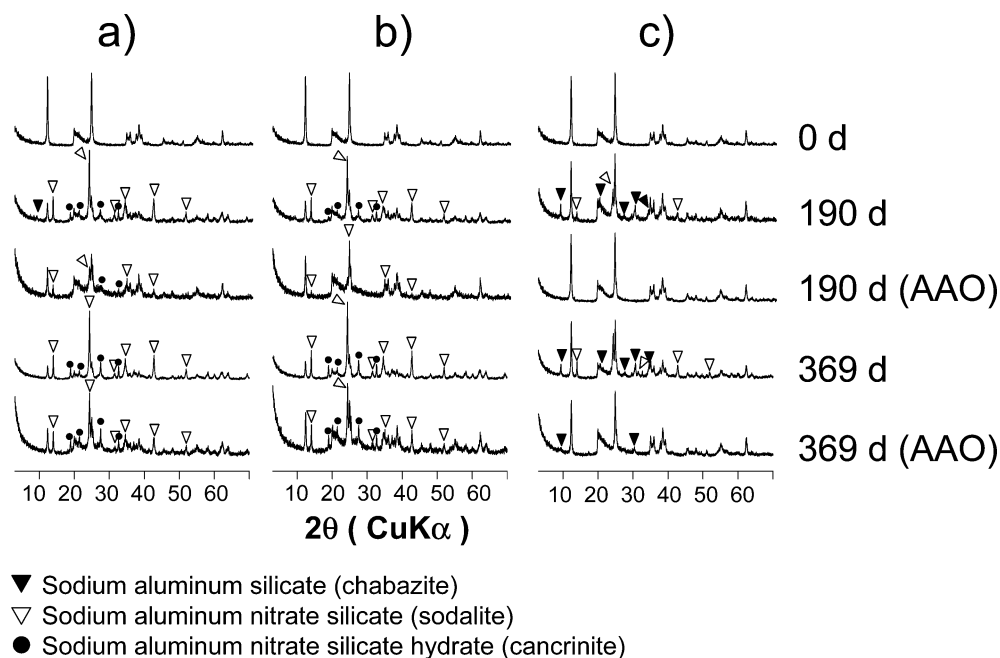 a) b) c)
0 d
190 d
190 d (AAO)
369 d
369 d (AAO)
10 20 30 40 50 60 10 20 30 40 50 60 10 20 30 40 50 60
2θ ( CuKα )
▼ Sodium aluminum silicate (chabazite)
▽ Sodium aluminum nitrate silicate (sodalite)
● Sodium aluminum nitrate silicate hydrate (cancrinite)